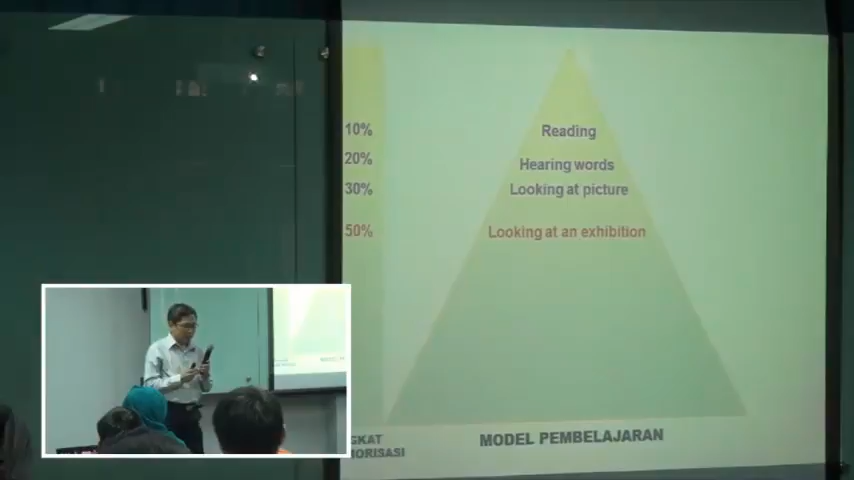 10% Reading
20% Hearing words
30% Looking at picture
50% Looking at an exhibition
MODEL PEMBELAJARAN